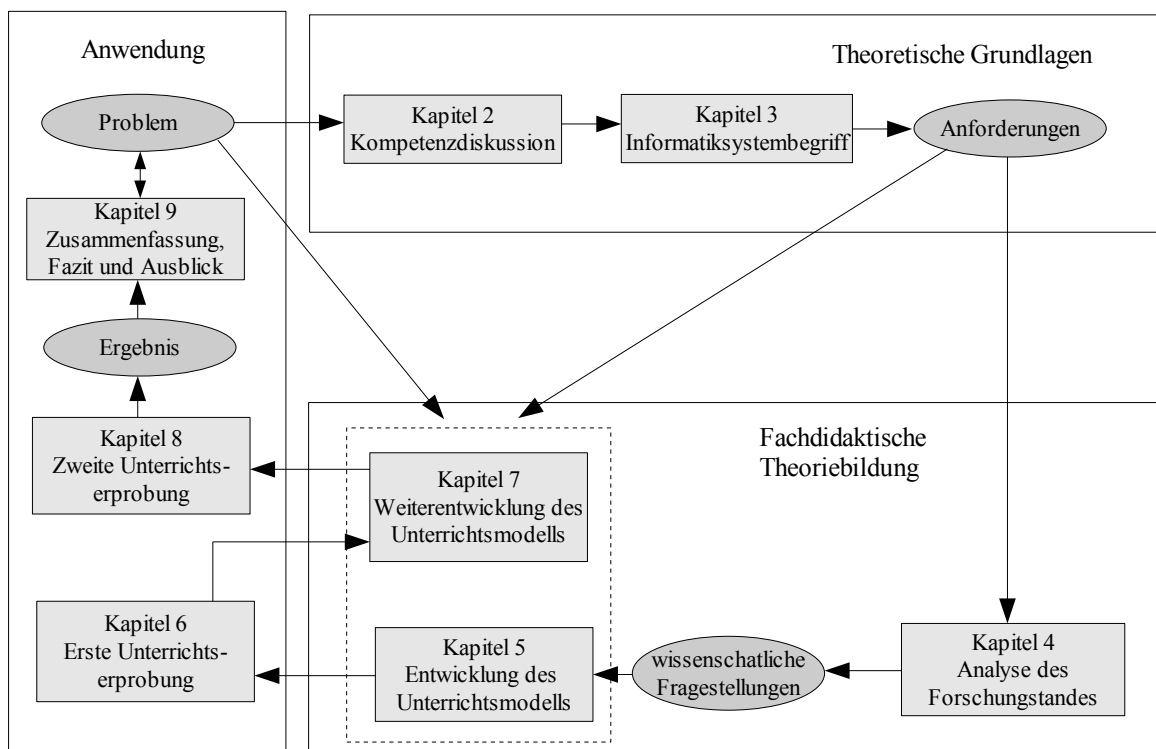 Anwendung
Problem
Kapitel 9
Zusammenfassung,
Fazit und Ausblick
Ergebnis
Kapitel 8
Zweite Unterrichts-
erprobung
Kapitel 6
Erste Unterrichts-
erprobung
Theoretische Grundlagen
Kapitel 2
Kompetenzdiskussion
Kapitel 3
Informatiksystembegriff
Anforderungen
Fachdidaktische
Theoriebildung
Kapitel 7
Weiterentwicklung des
Unterrichtsmodells
Kapitel 5
Entwicklung des
Unterrichtsmodells
wissenschatliche
Fragestellungen
Kapitel 4
Analyse des
Forschungstandes